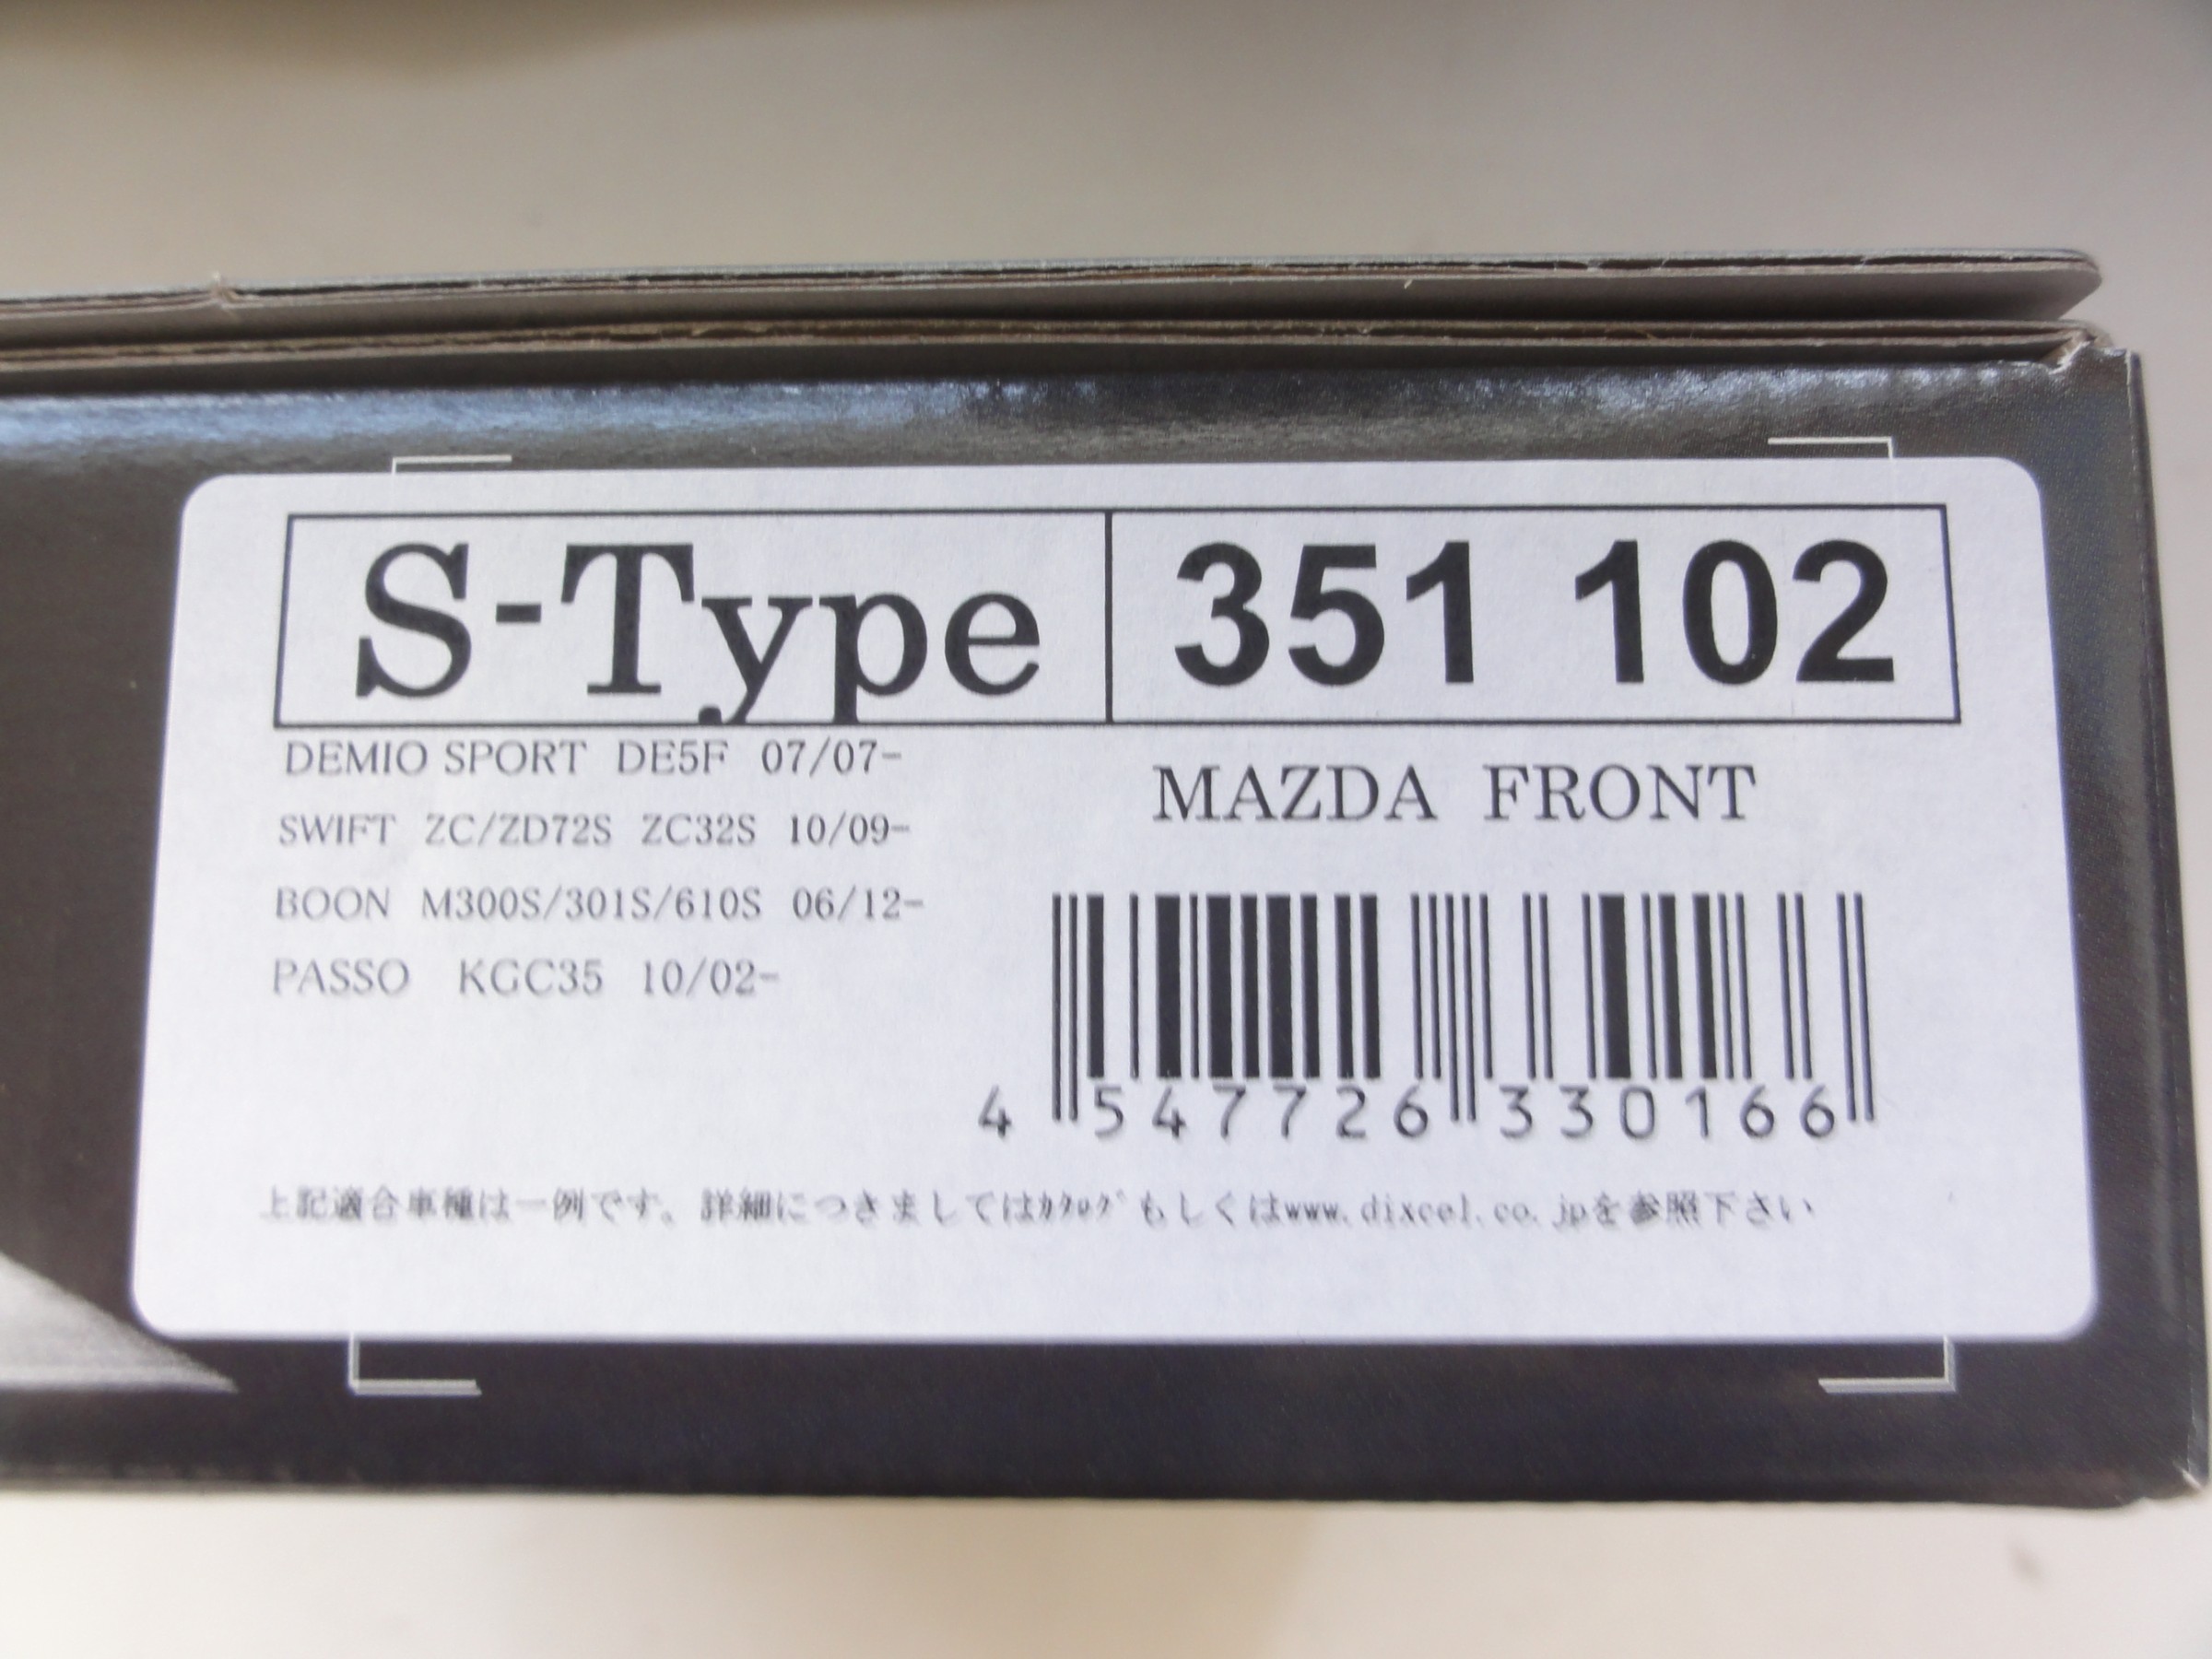 S-Type 351 102
DEMIO SPORT DE5F 07/07-
SWIFT ZC/ZD72S ZC32S 10/09-
BOON M300S/301S/610S 06/12-
PASSO KGC35 10/02-
MAZDA FRONT
4 547726 330166
上記適合車種は一例です。詳細につきましてはｶﾀﾛｸﾞもしくはwww.dixcel.co.jpを参照下さい